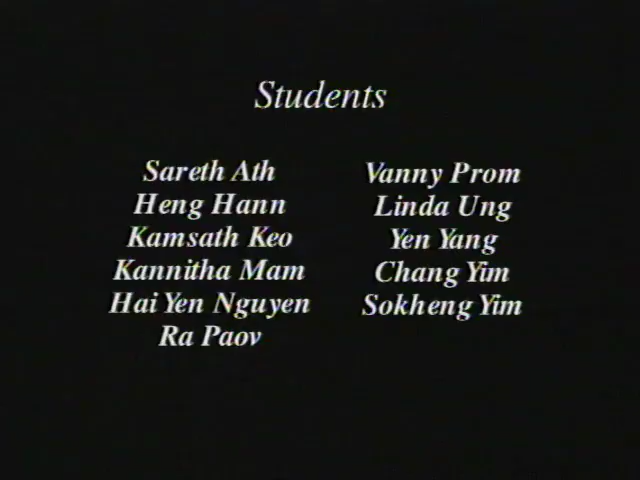 Students
Sareth Ath
Heng Hann
Kamsath Keo
Kannitha Mam
Hai Yen Nguyen
Ra Paov
Vanny Prom
Linda Ung
Yen Yang
Chang Yim
Sokheng Yim